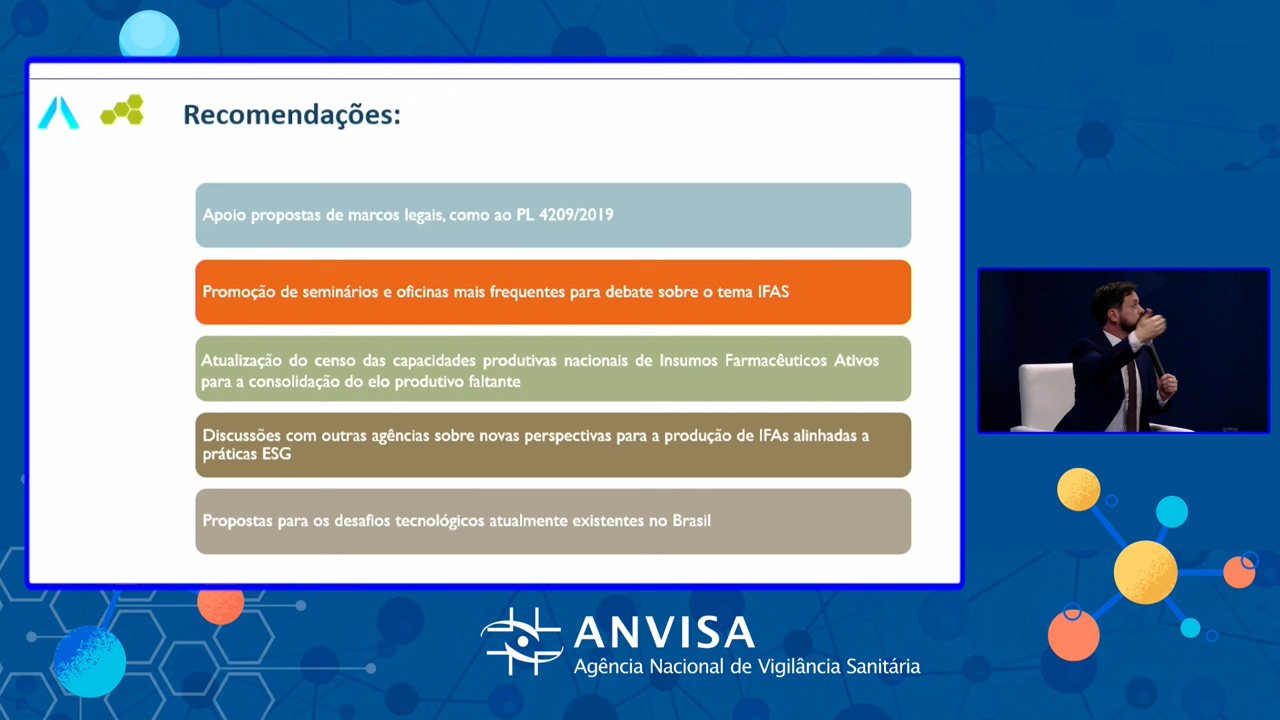 Recomendações:
Apoio propostas de marcos legais, como ao PL 4209/2019
Promoção de seminários e oficinas mais frequentes para debate sobre o tema IFAS
Atualização do censo das capacidades produtivas nacionais de Insumos Farmacêuticos Ativos
para a consolidação do elo produtivo faltante
Discussões com outras agências sobre novas perspectivas para a produção de IFAs alinhadas a
práticas ESG
Propostas para os desafios tecnológicos atualmente existentes no Brasil
ANVISA
Agência Nacional de Vigilância Sanitária